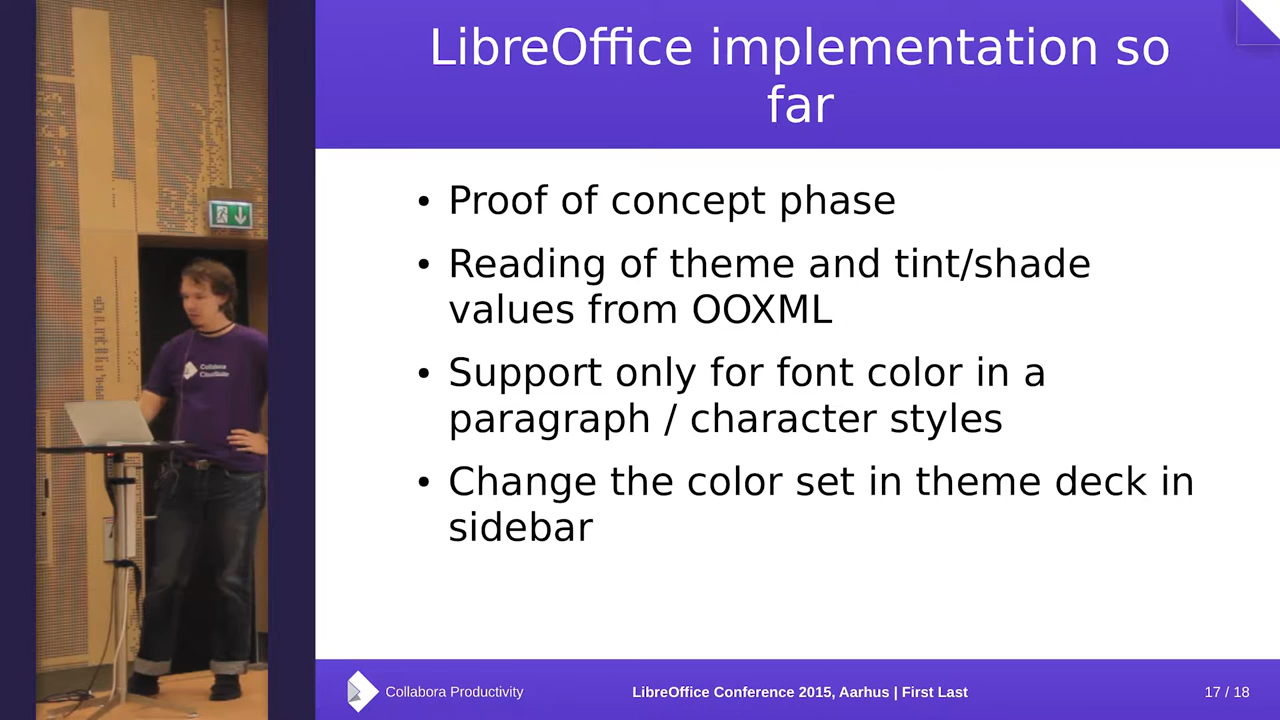 LibreOffice implementation so
far
• Proof of concept phase
• Reading of theme and tint/shade
values from OOXML
• Support only for font color in a
paragraph / character styles
• Change the color set in theme deck in
sidebar
Collabora
CloudSuite
Collabora Productivity
LibreOffice Conference 2015, Aarhus | First Last
17 / 18